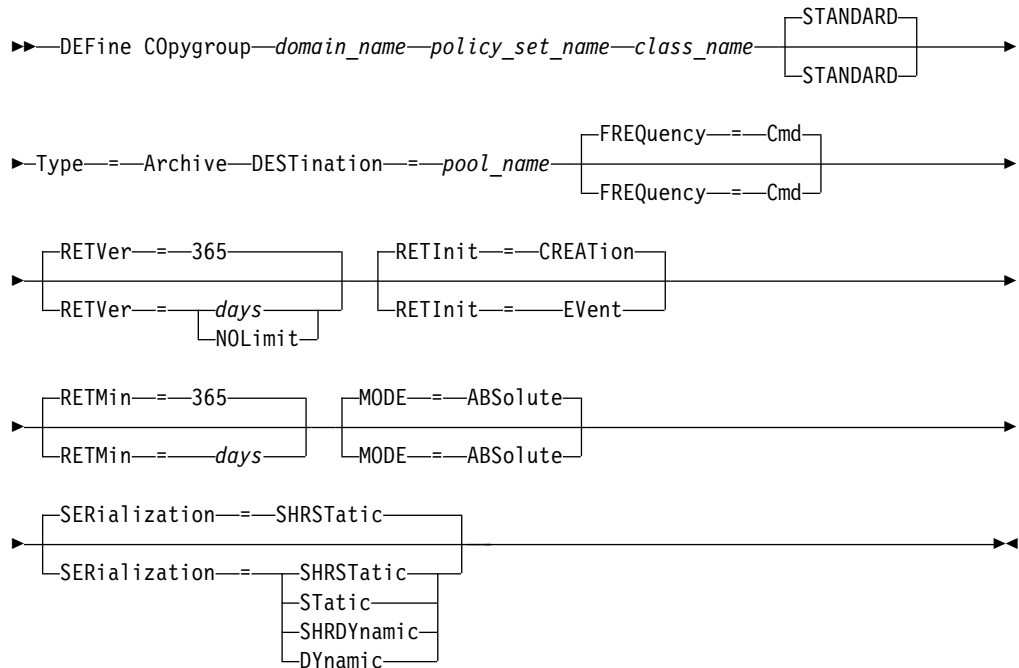 STANDARD
DEFine COpygroup domain_name policy_set_name class_name
STANDARD
Type = Archive DESTination = pool_name
FREQuency = Cmd
FREQuency = Cmd
RETVer = 365
RETVer = days
NOLimit
RETInit = CREATion
RETInit = EVent
RETMin = 365
RETMin = days
MODE = ABSolute
MODE = ABSolute
SERialization = SHRSTatic
SERialization = SHRSTatic
STatic
SHRDYnamic
DYnamic